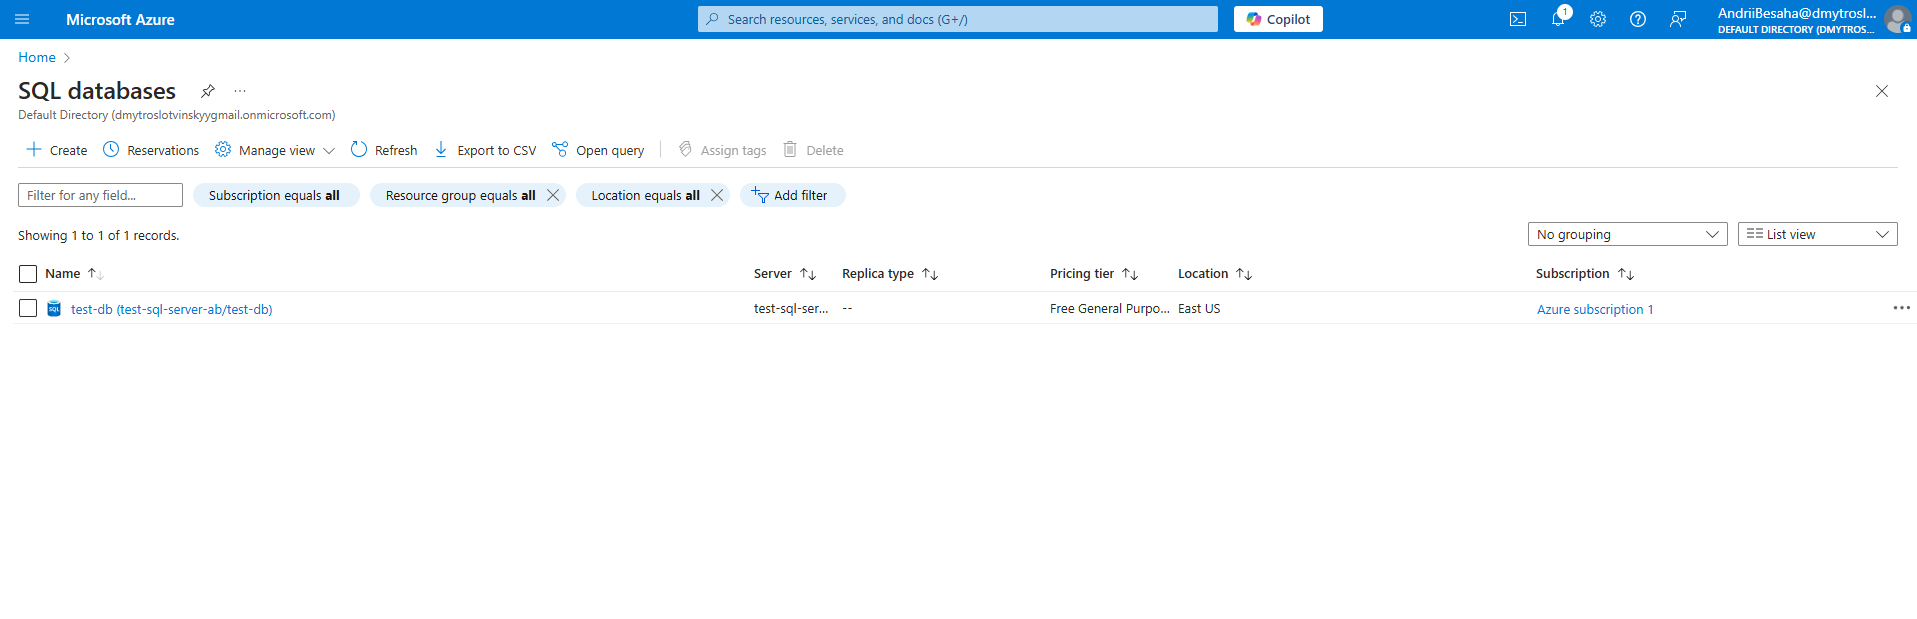 Microsoft Azure
Search resources, services, and docs (G+/)
Copilot
1
AndriiBesaha@dmytrosl...
DEFAULT DIRECTORY (DMYTROS...
Home
SQL databases
Default Directory (dmytroslotvinskyygmail.onmicrosoft.com)
Create Reservations Manage view Refresh Export to CSV Open query Assign tags Delete
Filter for any field... Subscription equals all Resource group equals all Location equals all Add filter
Showing 1 to 1 of 1 records. No grouping List view
Name Server Replica type Pricing tier Location Subscription
SQL test-db (test-sql-server-ab/test-db) test-sql-ser... -- Free General Purpo... East US Azure subscription 1